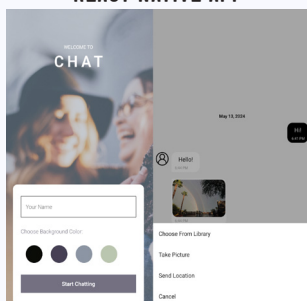 WELCOME TO
CHAT
Your Name
Choose Background Color
Start Chatting
May 13, 2024
Hi!
Hello!
Choose From Library
Take Picture
Send Location
Cancel